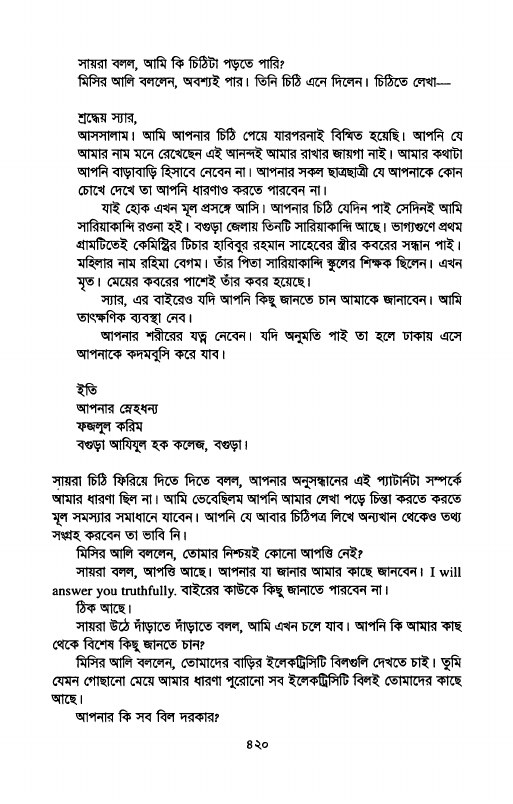 সায়রা বলল, আমি কি চিঠিটা পড়তে পারি?
মিসির আলি বললেন, অবশ্যই পার। তিনি চিঠি এনে দিলেন। চিঠিতে লেখা—
শ্রদ্ধেয় স্যার,
আসসালাম। আমি আপনার চিঠি পেয়ে যারপরনাই বিস্মিত হয়েছি। আপনি যে
আমার নাম মনে রেখেছেন এই আনন্দই আমার রাখার জায়গা নাই। আমার কথাটা
আপনি বাড়াবাড়ি হিসাবে নেবেন না। আপনার সকল ছাত্রছাত্রী যে আপনাকে কোন
চোখে দেখে তা আপনি ধারণাও করতে পারবেন না।
যাই হোক এখন মূল প্রসঙ্গে আসি। আপনার চিঠি যেদিন পাই সেদিনই আমি
সারিয়াকান্দি রওনা হই। বগুড়া জেলায় তিনটি সারিয়াকান্দি আছে। ভাগ্যগুণে প্রথম
গ্রামটিতেই কেমিস্ট্রির টিচার হাবিবুর রহমান সাহেবের স্ত্রীর কবরের সন্ধান পাই।
মহিলার নাম রহিমা বেগম। তাঁর পিতা সারিয়াকান্দি স্কুলের শিক্ষক ছিলেন। এখন
মৃত। মেয়ের কবরের পাশেই তাঁর কবর হয়েছে।
স্যার, এর বাইরেও যদি আপনি কিছু জানতে চান আমাকে জানাবেন। আমি
তাৎক্ষণিক ব্যবস্থা নেব।
আপনার শরীরের যত্ন নেবেন। যদি অনুমতি পাই তা হলে ঢাকায় এসে
আপনাকে কদমবুসি করে যাব।
ইতি
আপনার স্নেহধন্য
ফজলুল করিম
বগুড়া আযিযুল হক কলেজ, বগুড়া।
সায়রা চিঠি ফিরিয়ে দিতে দিতে বলল, আপনার অনুসন্ধানের এই প্যাটার্নটা সম্পর্কে
আমার ধারণা ছিল না। আমি ভেবেছিলম আপনি আমার লেখা পড়ে চিন্তা করতে করতে
মূল সমস্যার সমাধানে যাবেন। আপনি যে আবার চিঠিপত্র লিখে অন্যখান থেকেও তথ্য
সংগ্রহ করবেন তা ভাবি নি।
মিসির আলি বললেন, তোমার নিশ্চয়ই কোনো আপত্তি নেই?
সায়রা বলল, আপত্তি আছে। আপনার যা জানার আমার কাছে জানবেন। I will
answer you truthfully. বাইরের কাউকে কিছু জানাতে পারবেন না।
ঠিক আছে।
সায়রা উঠে দাঁড়াতে দাঁড়াতে বলল, আমি এখন চলে যাব। আপনি কি আমার কাছ
থেকে বিশেষ কিছু জানতে চান?
মিসির আলি বললেন, তোমাদের বাড়ির ইলেকট্রিসিটি বিলগুলি দেখতে চাই। তুমি
যেমন গোছানো মেয়ে আমার ধারণা পুরোনো সব ইলেকট্রিসিটি বিলই তোমাদের কাছে
আছে।
আপনার কি সব বিল দরকার?
৪২০